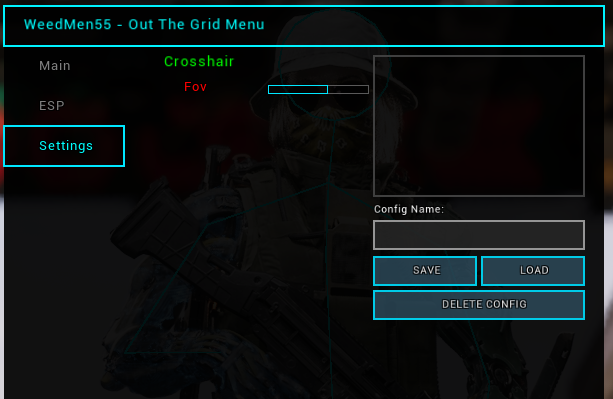 WeedMen55 - Out The Grid Menu
Main
ESP
Settings
Crosshair
Fov
Config Name:
SAVE
LOAD
DELETE CONFIG